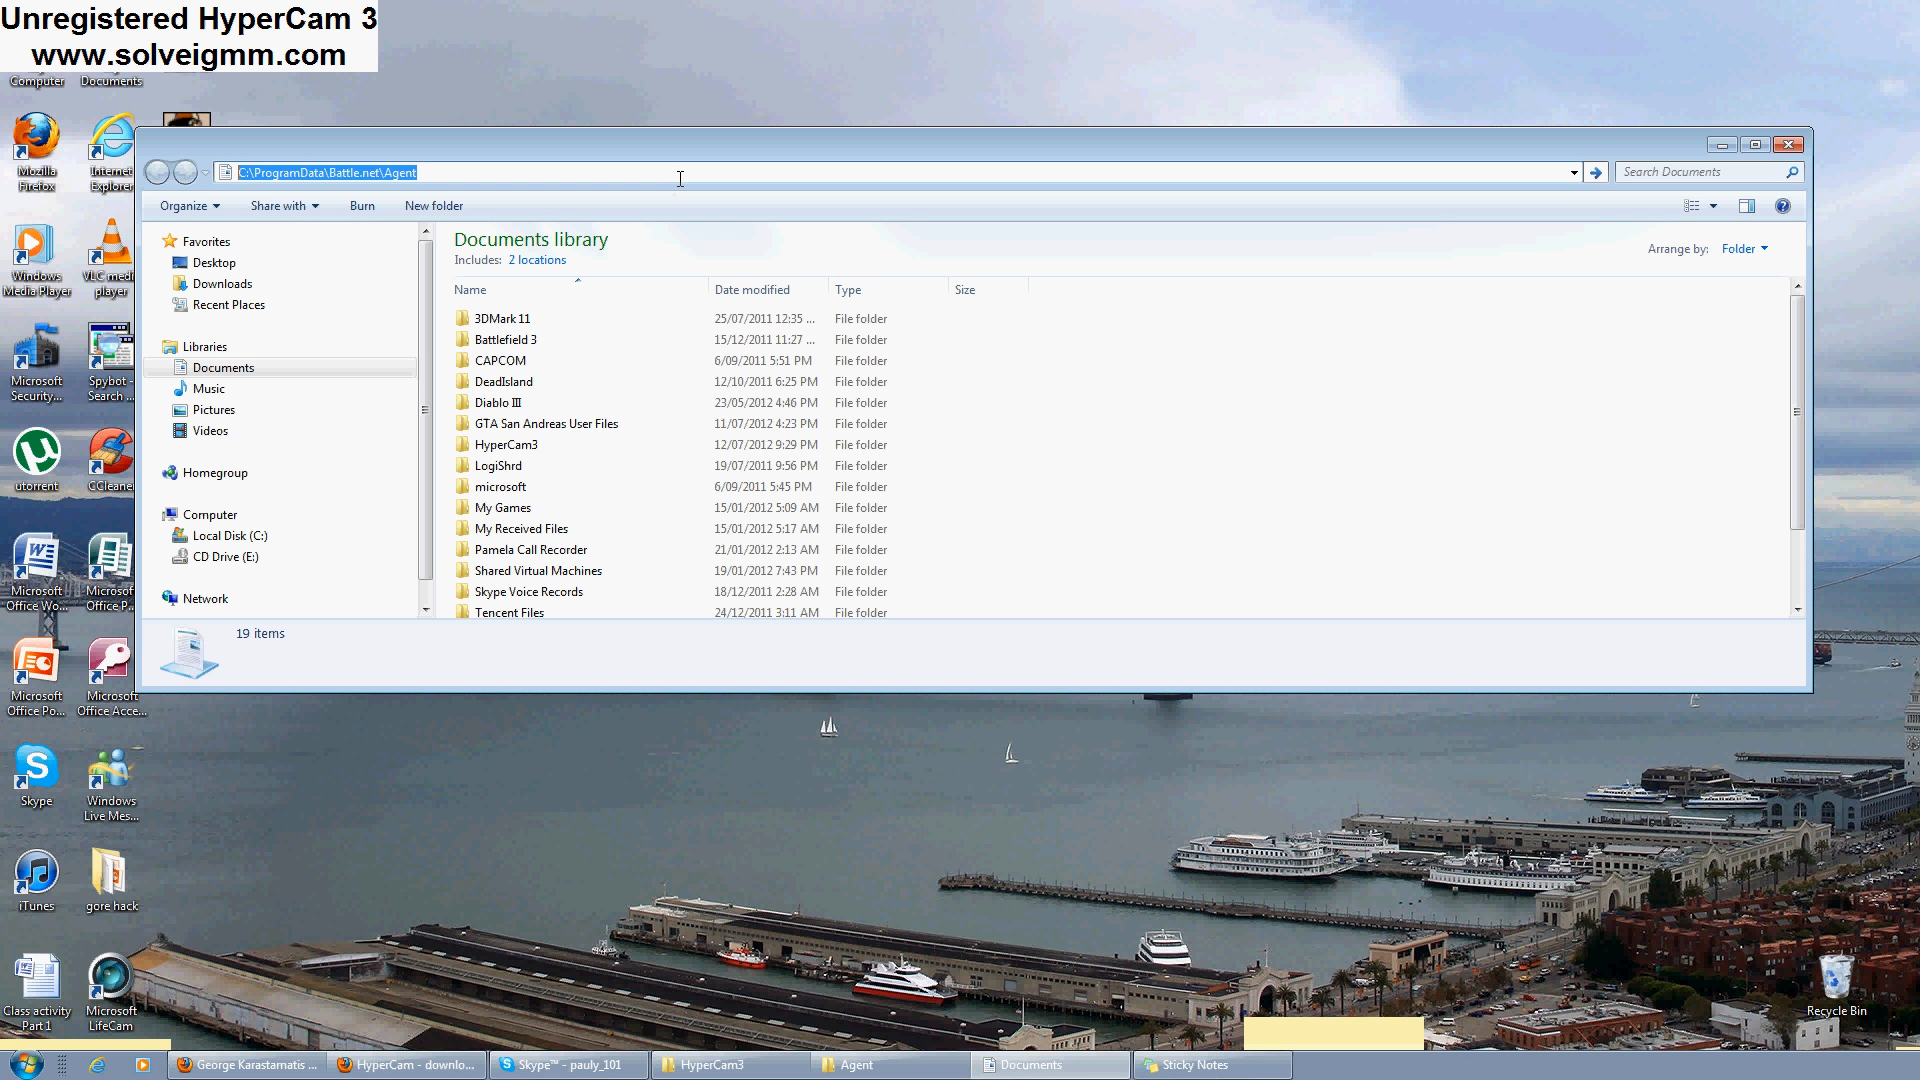 Unregistered HyperCam 3
www.solveigmm.com
Computer
Documents
Mozilla
Firefox
Internet
Explorer
Windows
Media Player
VLC medi
player
Microsoft
Security...
Spybot -
Search ...
utorrent
CCleaner
Microsoft
Office Wo...
Microsof
Office P...
Microsoft
Office Po...
Microsoft
Office Acce...
Skype
Windows
Live Mes...
iTunes
gore hack
Class activity
Part 1
Microsoft
LifeCam
Recycle Bin
C:\ProgramData\Battle.net\Agent
Search Documents
Organize
Share with
Burn
New folder
Favorites
Desktop
Downloads
Recent Places
Libraries
Documents
Music
Pictures
Videos
Homegroup
Computer
Local Disk (C:)
CD Drive (E:)
Network
Documents library
Includes: 2 locations
Arrange by: Folder
Name Date modified Type Size
3DMark 11 25/07/2011 12:35 ... File folder
Battlefield 3 15/12/2011 11:27 ... File folder
CAPCOM 6/09/2011 5:51 PM File folder
DeadIsland 12/10/2011 6:25 PM File folder
Diablo III 23/05/2012 4:46 PM File folder
GTA San Andreas User Files 11/07/2012 4:23 PM File folder
HyperCam3 12/07/2012 9:29 PM File folder
LogiShrd 19/07/2011 9:56 PM File folder
microsoft 6/09/2011 5:45 PM File folder
My Games 15/01/2012 5:09 AM File folder
My Received Files 15/01/2012 5:17 AM File folder
Pamela Call Recorder 21/01/2012 2:13 AM File folder
Shared Virtual Machines 19/01/2012 7:43 PM File folder
Skype Voice Records 18/12/2011 2:28 AM File folder
Tencent Files 24/12/2011 3:11 AM File folder
19 items
George Karastamatis ...
HyperCam - downlo...
Skype™ - pauly_101
HyperCam3
Agent
Documents
Sticky Notes